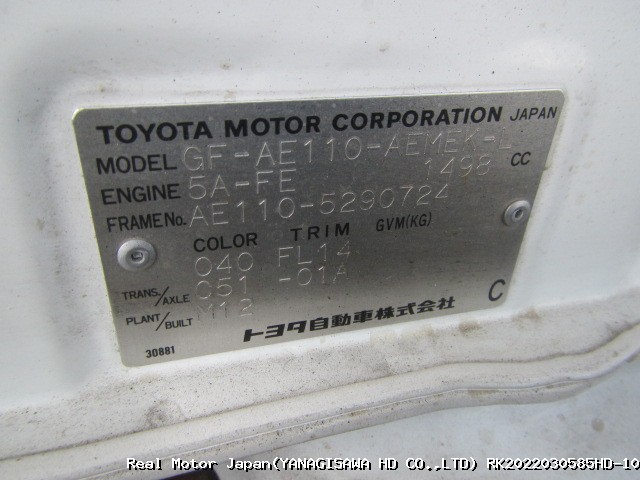 TOYOTA MOTOR CORPORATION JAPAN
MODEL GF-AE110-AEMEK-L
ENGINE 5A-FE 1498 CC
FRAME No. AE110-5290724
COLOR TRIM GVM(KG)
040 FL14
TRANS./AXLE C51 -01A
PLANT/BUILT M12
トヨタ自動車株式会社 C
30881
Real Motor Japan(YANAGISAWA HD CO.,LTD) RK2022030585HD-10